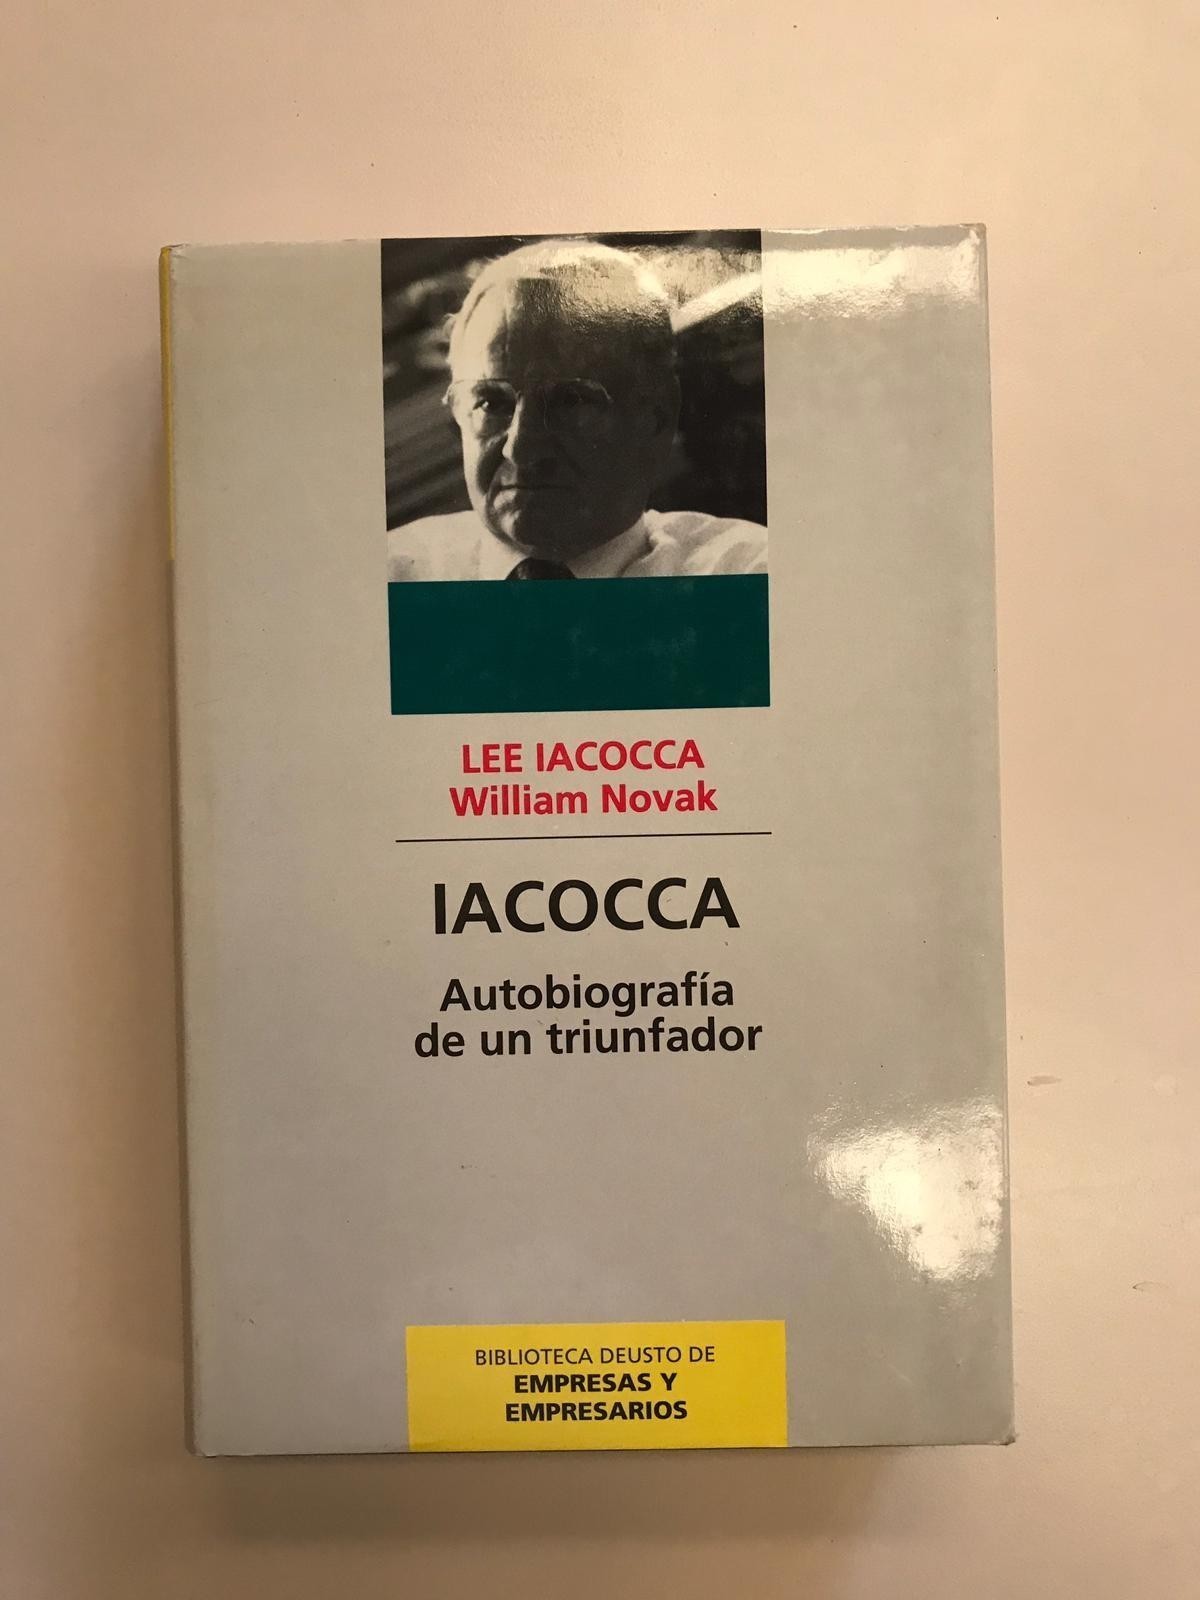 LEE IACOCCA
William Novak
IACOCCA
Autobiografía
de un triunfador
BIBLIOTECA DEUSTO DE
EMPRESAS Y
EMPRESARIOS